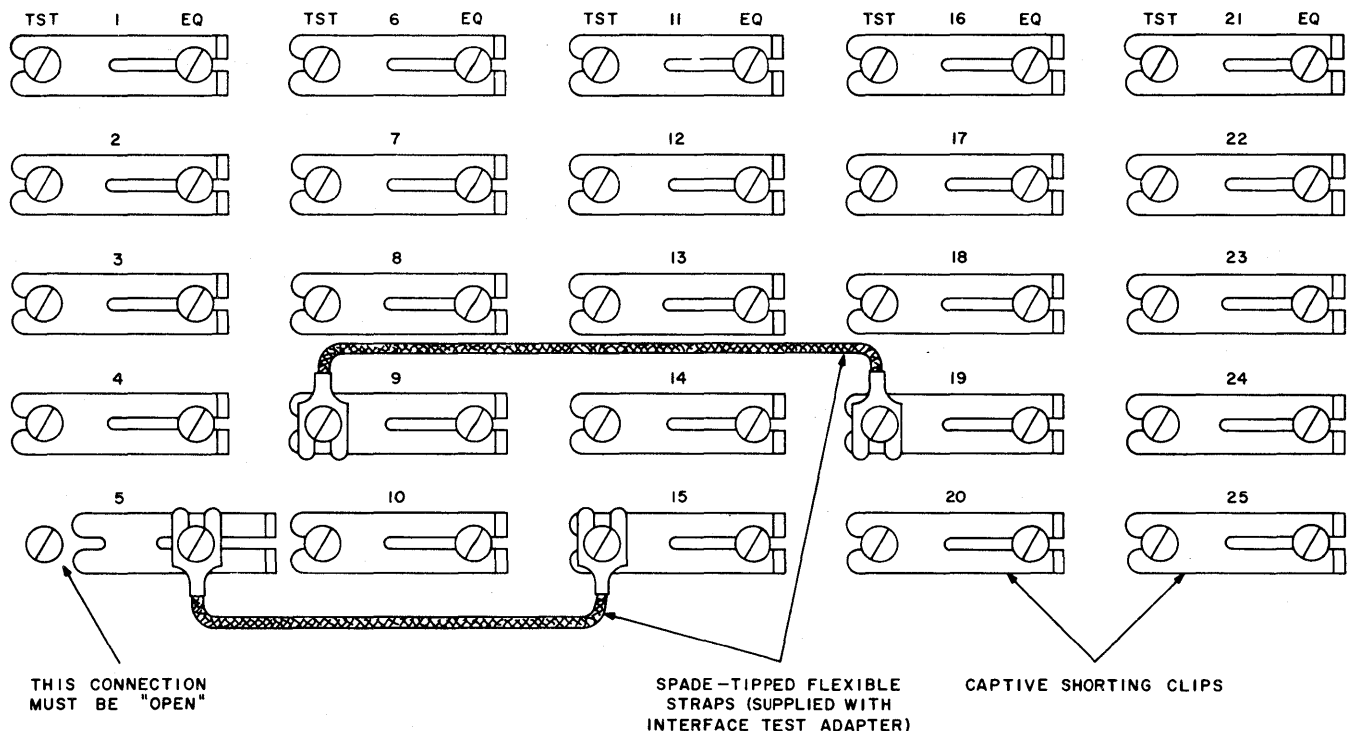 TST 1 EQ TST 6 EQ TST 11 EQ TST 16 EQ TST 21 EQ
2 7 12 17 22
3 8 13 18 23
4 9 14 19 24
5 10 15 20 25
THIS CONNECTION
MUST BE "OPEN"
SPADE-TIPPED FLEXIBLE
STRAPS (SUPPLIED WITH
INTERFACE TEST ADAPTER)
CAPTIVE SHORTING CLIPS